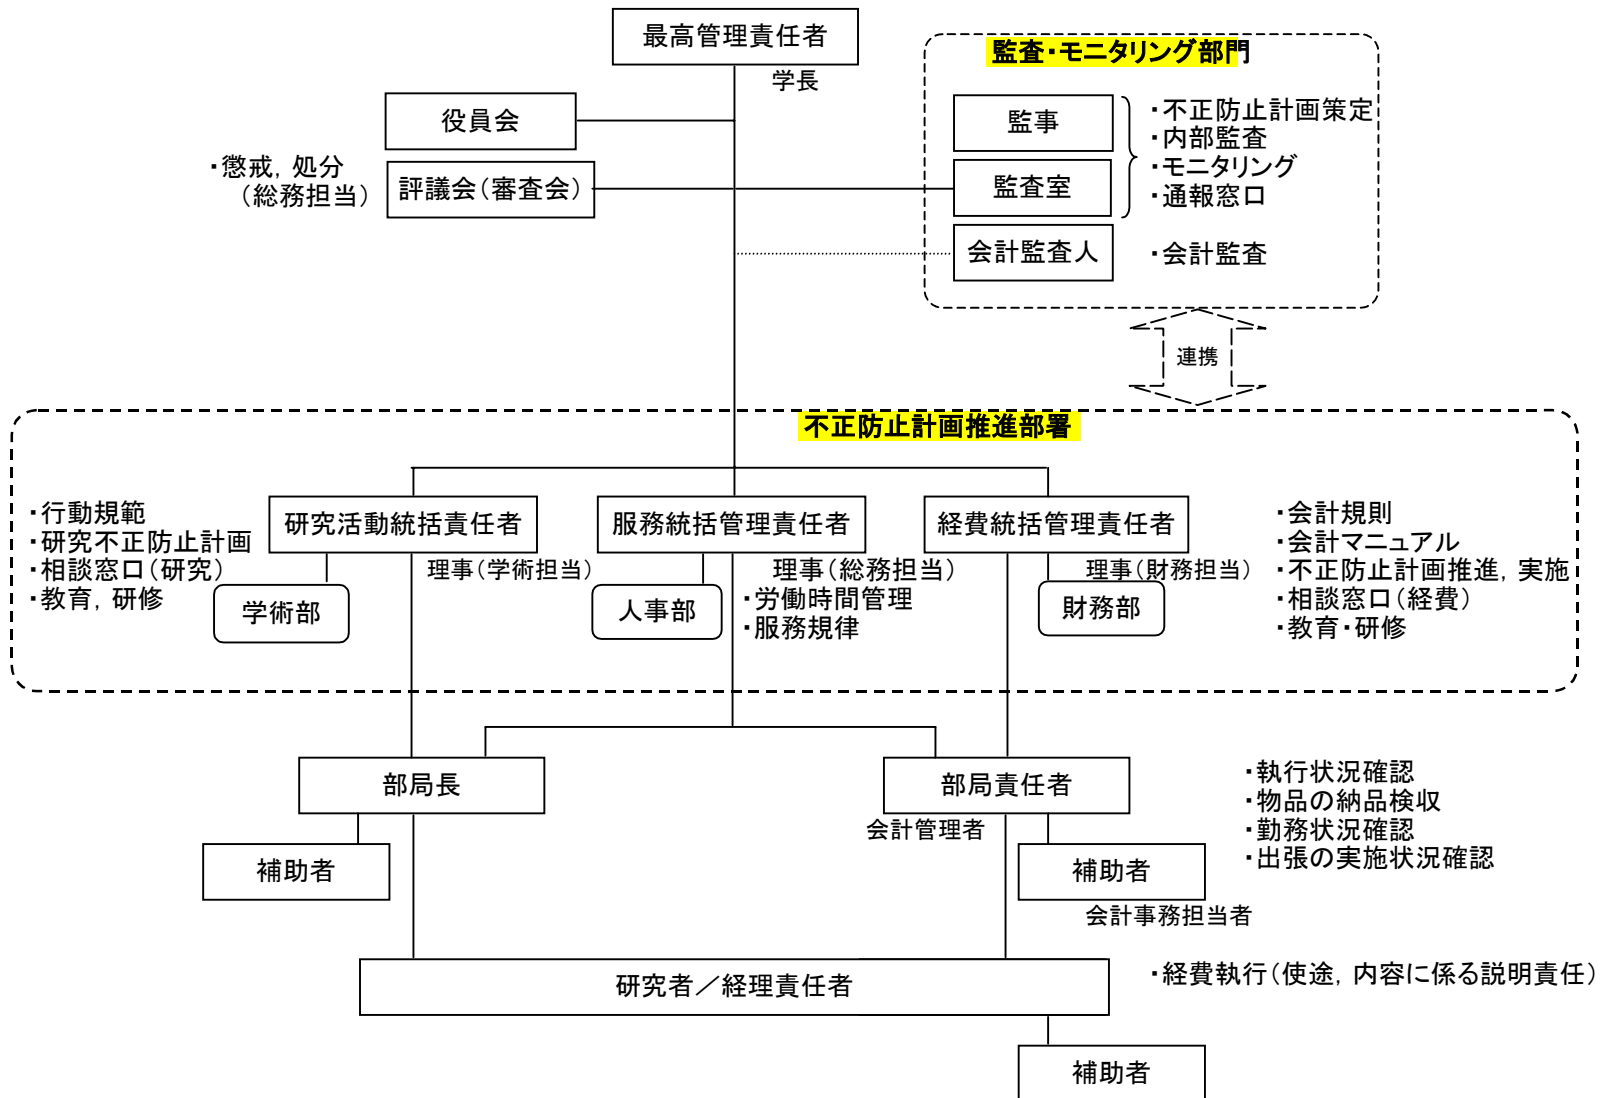 最高管理責任者
学長
監査・モニタリング部門
役員会
監事
・不正防止計画策定
・内部監査
・モニタリング
・通報窓口
・懲戒，処分
（総務担当）
評議会（審査会）
監査室
会計監査人
・会計監査
連携
不正防止計画推進部署
・行動規範
・研究不正防止計画
・相談窓口（研究）
・教育，研修
研究活動統括責任者
理事（学術担当）
学術部
服務統括管理責任者
理事（総務担当）
・労働時間管理
・服務規律
人事部
経費統括管理責任者
理事（財務担当）
財務部
・会計規則
・会計マニュアル
・不正防止計画推進，実施
・相談窓口（経費）
・教育・研修
部局長
部局責任者
会計管理者
・執行状況確認
・物品の納品検収
・勤務状況確認
・出張の実施状況確認
補助者
補助者
会計事務担当者
研究者／経理責任者
・経費執行（使途，内容に係る説明責任）
補助者